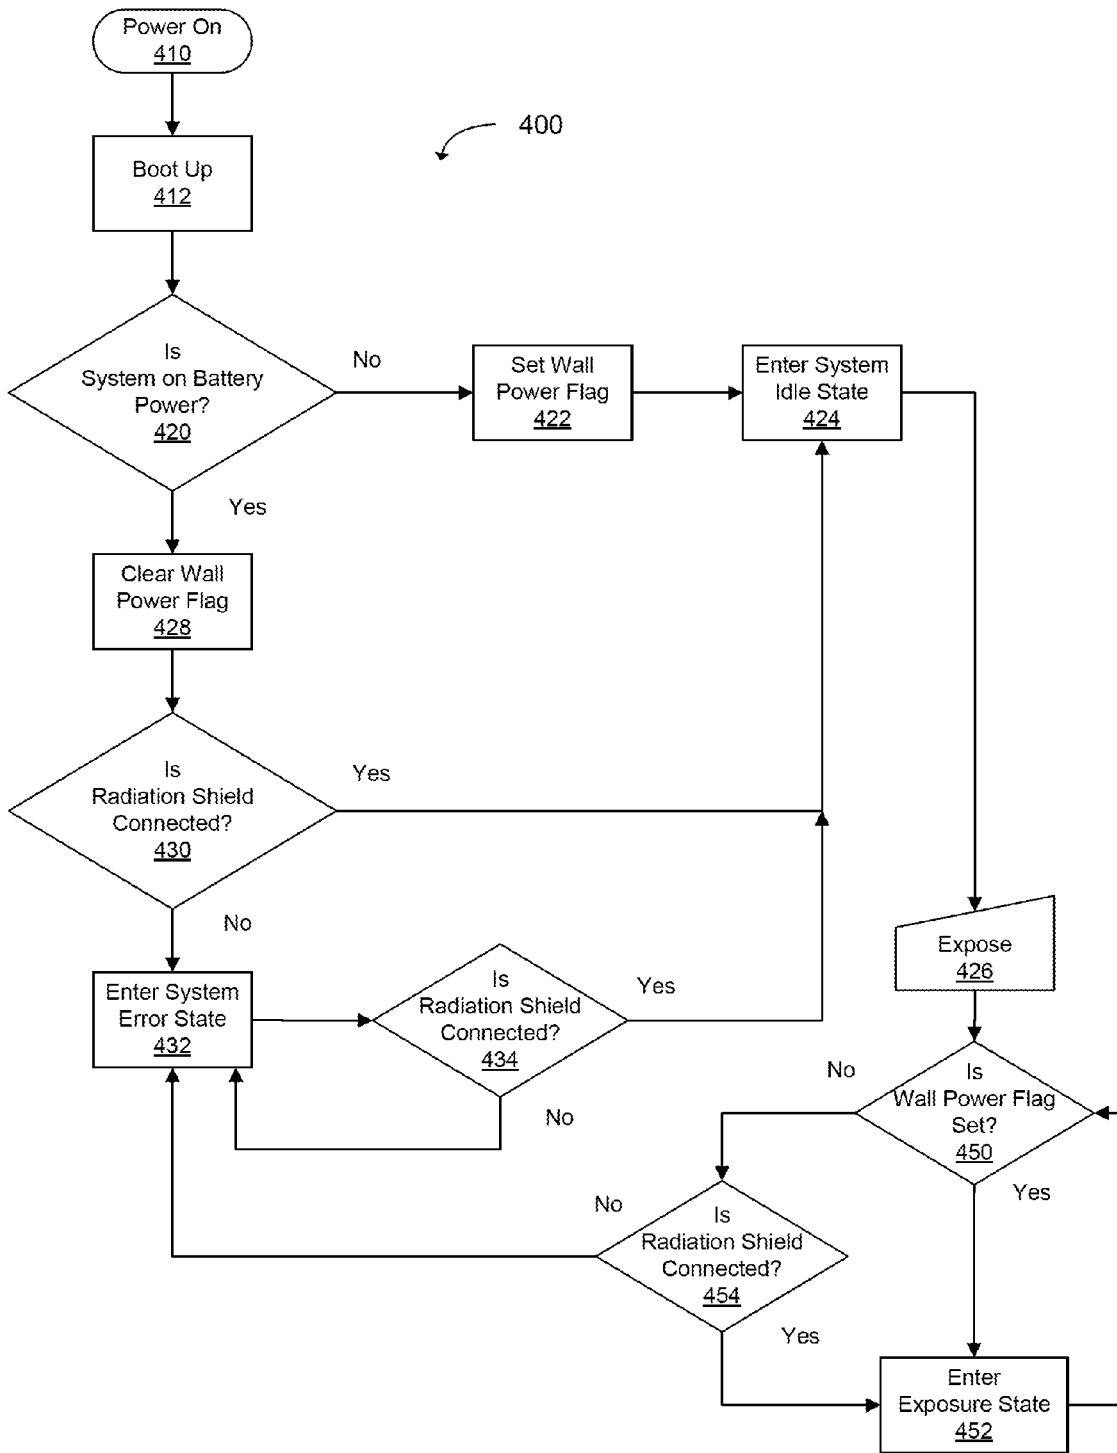 Power On
410
400
Boot Up
412
Is
System on Battery
Power?
420
No
Yes
Set Wall
Power Flag
422
Enter System
Idle State
424
Clear Wall
Power Flag
428
Is
Radiation Shield
Connected?
430
Yes
No
Enter System
Error State
432
Is
Radiation Shield
Connected?
434
Yes
No
Expose
426
Is
Wall Power Flag
Set?
450
No
Yes
Is
Radiation Shield
Connected?
454
No
Yes
Enter
Exposure State
452